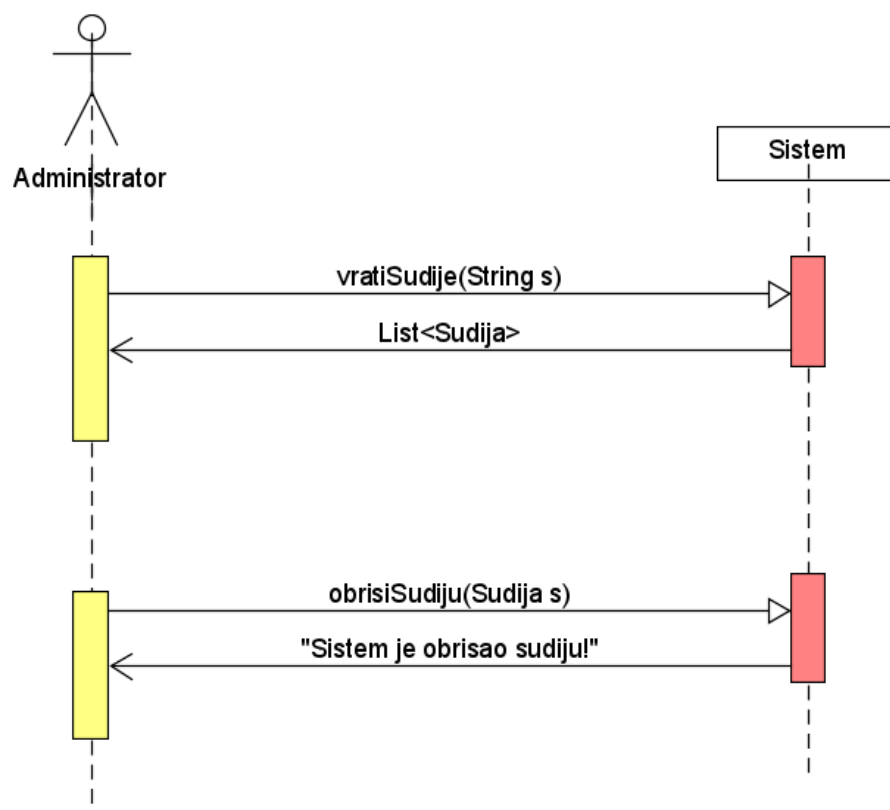 Administrator
Sistem
vratiSudije(String s)
List<Sudija>
obrisiSudiju(Sudija s)
"Sistem je obrisao sudiju!"